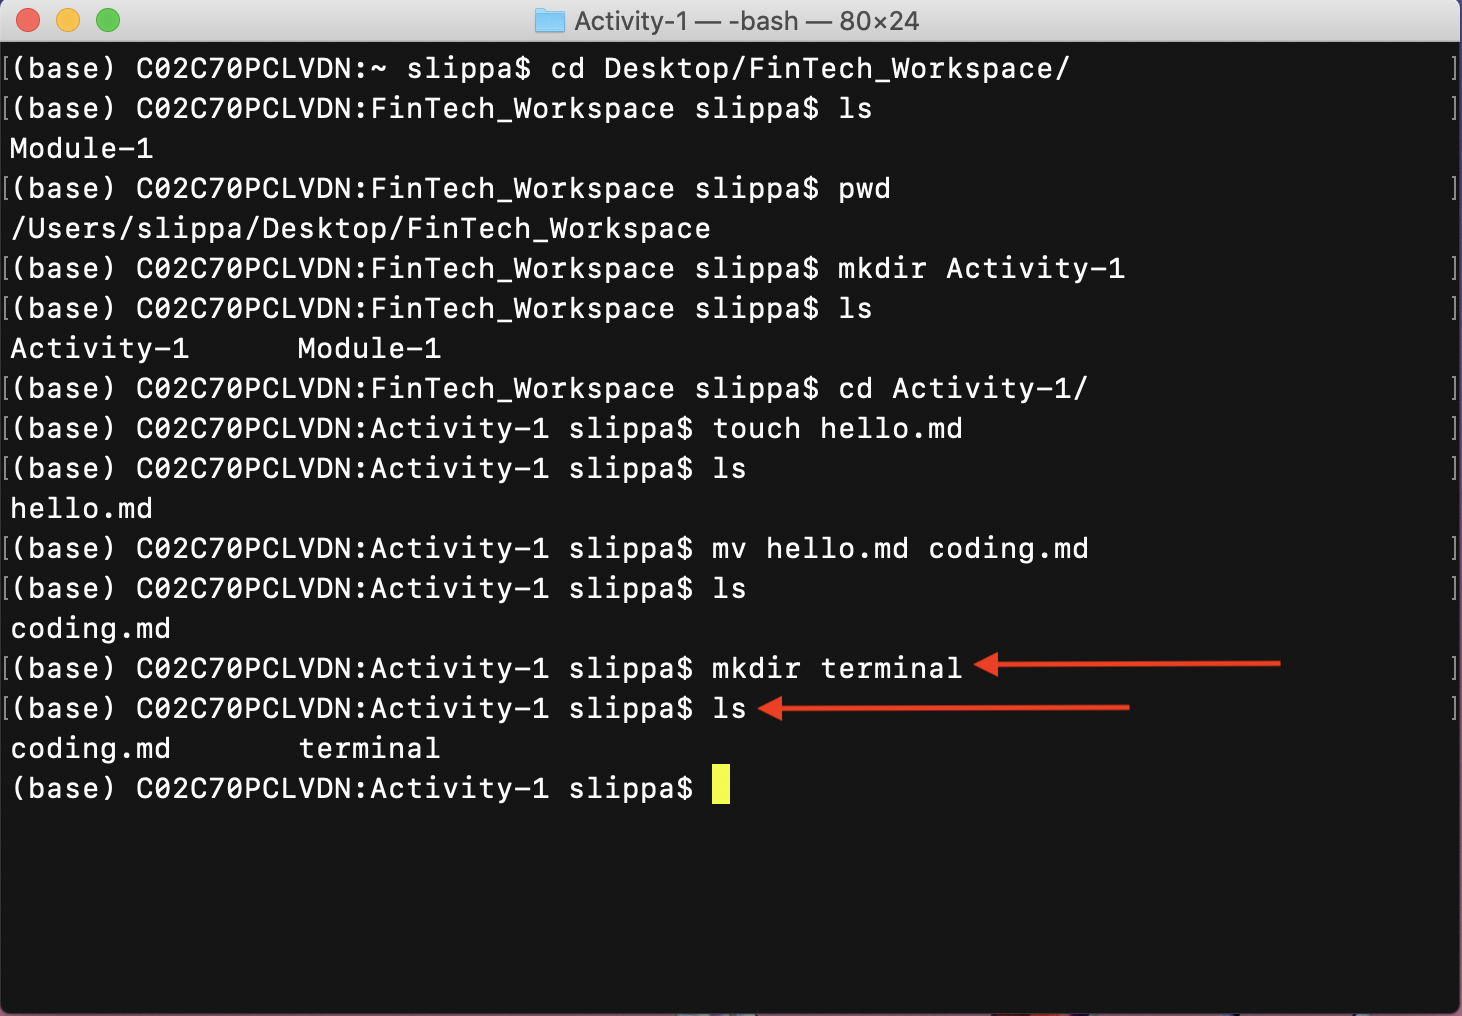 Activity-1 — -bash — 80×24
(base) C02C70PCLVDN:~ slippa$ cd Desktop/FinTech_Workspace/
(base) C02C70PCLVDN:FinTech_Workspace slippa$ ls
Module-1
(base) C02C70PCLVDN:FinTech_Workspace slippa$ pwd
/Users/slippa/Desktop/FinTech_Workspace
(base) C02C70PCLVDN:FinTech_Workspace slippa$ mkdir Activity-1
(base) C02C70PCLVDN:FinTech_Workspace slippa$ ls
Activity-1      Module-1
(base) C02C70PCLVDN:FinTech_Workspace slippa$ cd Activity-1/
(base) C02C70PCLVDN:Activity-1 slippa$ touch hello.md
(base) C02C70PCLVDN:Activity-1 slippa$ ls
hello.md
(base) C02C70PCLVDN:Activity-1 slippa$ mv hello.md coding.md
(base) C02C70PCLVDN:Activity-1 slippa$ ls
coding.md
(base) C02C70PCLVDN:Activity-1 slippa$ mkdir terminal
(base) C02C70PCLVDN:Activity-1 slippa$ ls
coding.md       terminal
(base) C02C70PCLVDN:Activity-1 slippa$